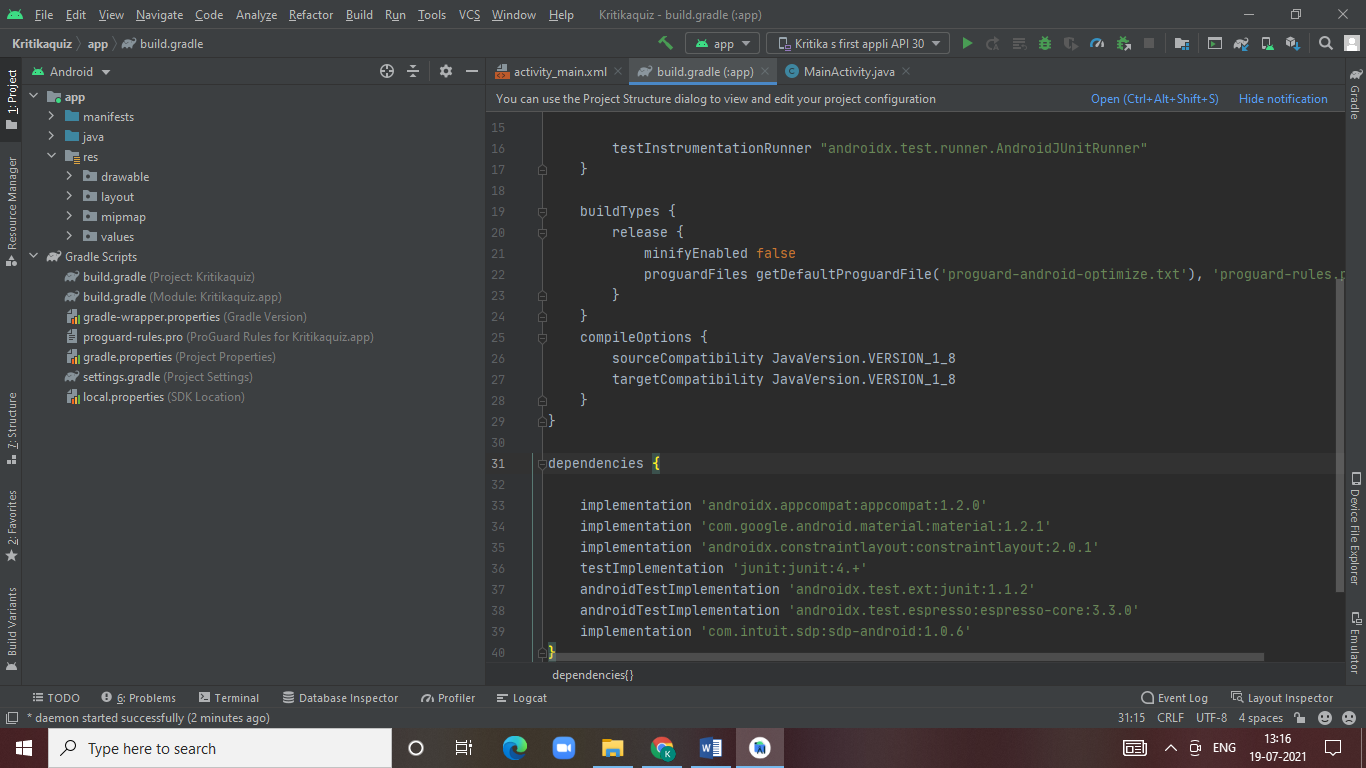 File Edit View Navigate Code Analyze Refactor Build Run Tools VCS Window Help Kritikaquiz - build.gradle (:app)
Kritikaquiz app build.gradle
app Kritika s first appli API 30
Android
activity_main.xml build.gradle (:app) MainActivity.java
You can use the Project Structure dialog to view and edit your project configuration Open (Ctrl+Alt+Shift+S) Hide notification
1: Project
Resource Manager
7: Structure
2: Favorites
Build Variants
app
manifests
java
res
drawable
layout
mipmap
values
Gradle Scripts
build.gradle (Project: Kritikaquiz)
build.gradle (Module: Kritikaquiz.app)
gradle-wrapper.properties (Gradle Version)
proguard-rules.pro (ProGuard Rules for Kritikaquiz.app)
gradle.properties (Project Properties)
settings.gradle (Project Settings)
local.properties (SDK Location)
15
16 testInstrumentationRunner "androidx.test.runner.AndroidJUnitRunner"
17 }
18
19 buildTypes {
20 release {
21 minifyEnabled false
22 proguardFiles getDefaultProguardFile('proguard-android-optimize.txt'), 'proguard-rules.p
23 }
24 }
25 compileOptions {
26 sourceCompatibility JavaVersion.VERSION_1_8
27 targetCompatibility JavaVersion.VERSION_1_8
28 }
29 }
30
31 dependencies {
32
33 implementation 'androidx.appcompat:appcompat:1.2.0'
34 implementation 'com.google.android.material:material:1.2.1'
35 implementation 'androidx.constraintlayout:constraintlayout:2.0.1'
36 testImplementation 'junit:junit:4.+'
37 androidTestImplementation 'androidx.test.ext:junit:1.1.2'
38 androidTestImplementation 'androidx.test.espresso:espresso-core:3.3.0'
39 implementation 'com.intuit.sdp:sdp-android:1.0.6'
40 }
dependencies{}
Gradle
Device File Explorer
Emulator
TODO 6: Problems Terminal Database Inspector Profiler Logcat Event Log Layout Inspector
* daemon started successfully (2 minutes ago) 31:15 CRLF UTF-8 4 spaces
Type here to search
ENG
13:16
19-07-2021